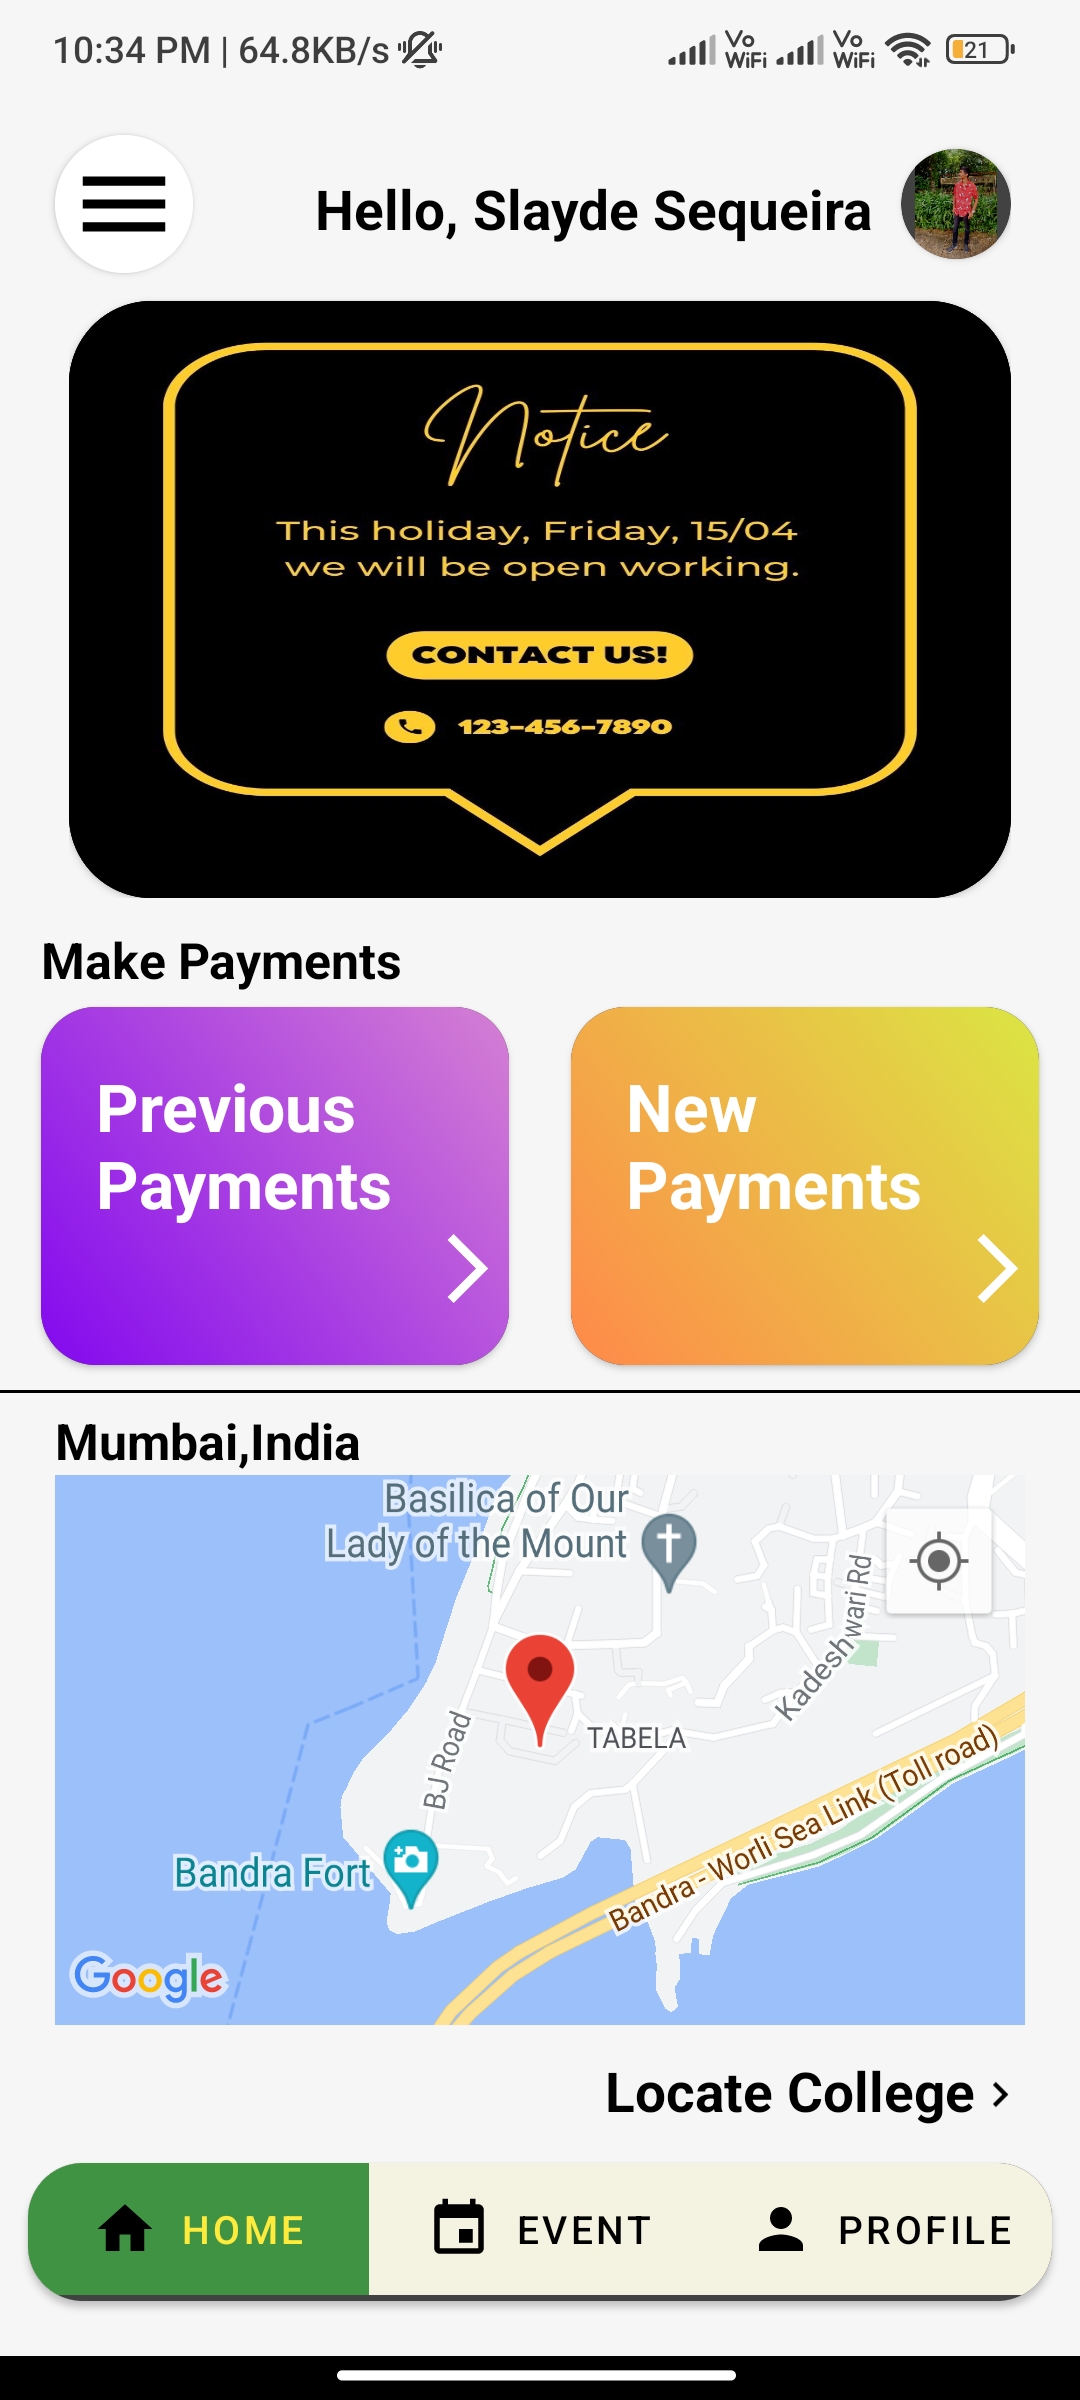 10:34 PM | 64.8KB/s
Vo WiFi Vo WiFi 21
Hello, Slayde Sequeira
Notice
This holiday, Friday, 15/04
we will be open working.
CONTACT US!
123-456-7890
Make Payments
Previous
Payments
New
Payments
Mumbai,India
Basilica of Our
Lady of the Mount
Kadeshwari Rd
TABELA
BJ Road
Bandra - Worli Sea Link (Toll road)
Bandra Fort
Google
Locate College
HOME
EVENT
PROFILE